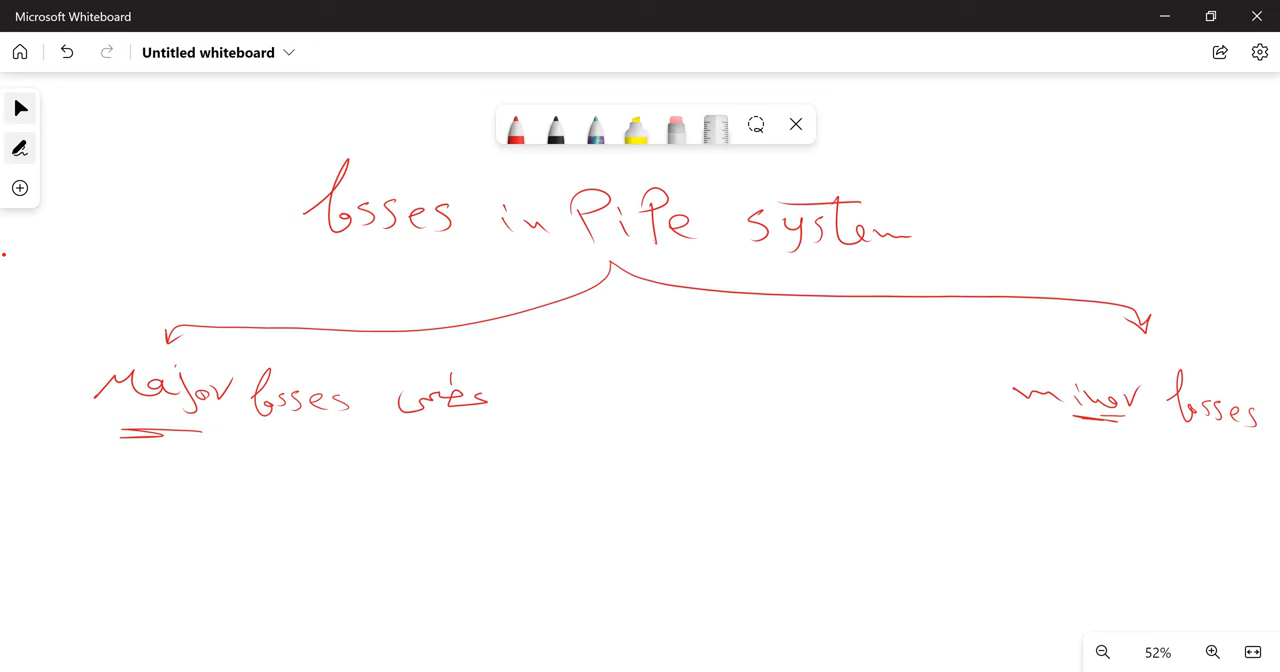 Microsoft Whiteboard
Untitled whiteboard
losses in PiPe system
Major losses
minor losses
52%